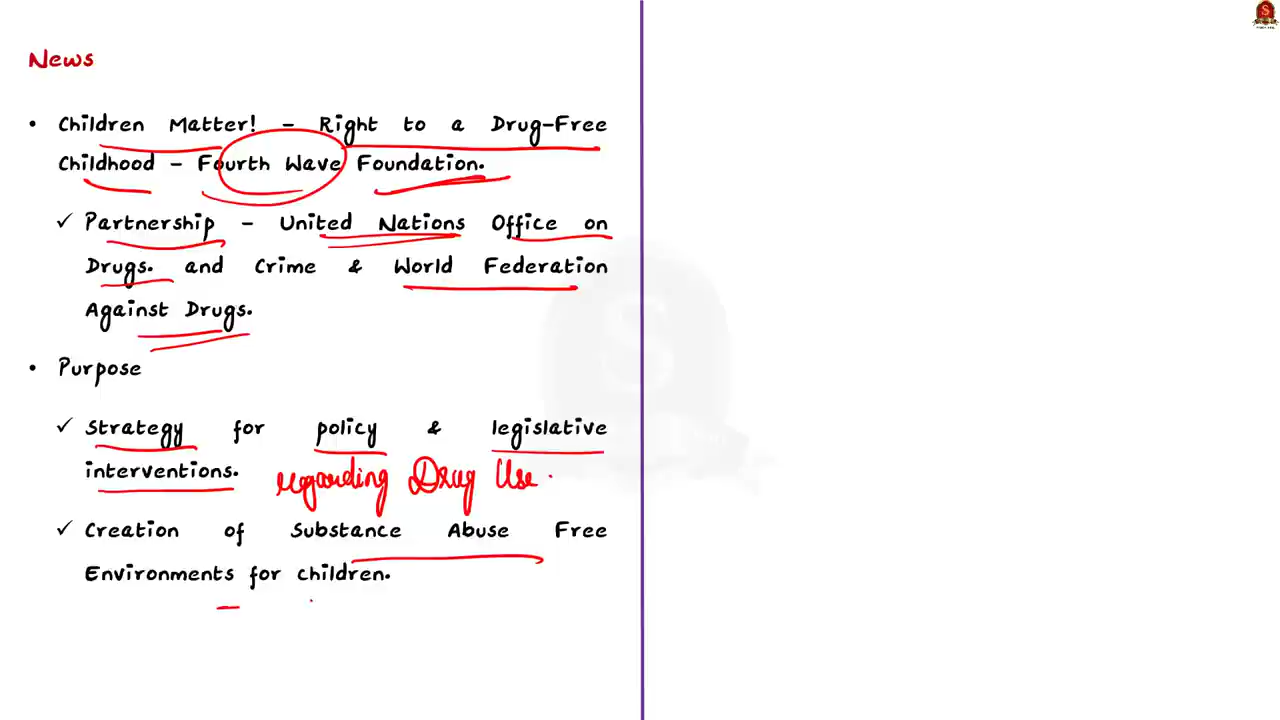 News
• Children Matter! - Right to a Drug-Free
Childhood - Fourth Wave Foundation.
✓ Partnership - United Nations Office on
Drugs. and Crime & World Federation
Against Drugs.
• Purpose
✓ Strategy for policy & legislative
interventions. regarding Drug Use.
✓ Creation of Substance Abuse Free
Environments for children.